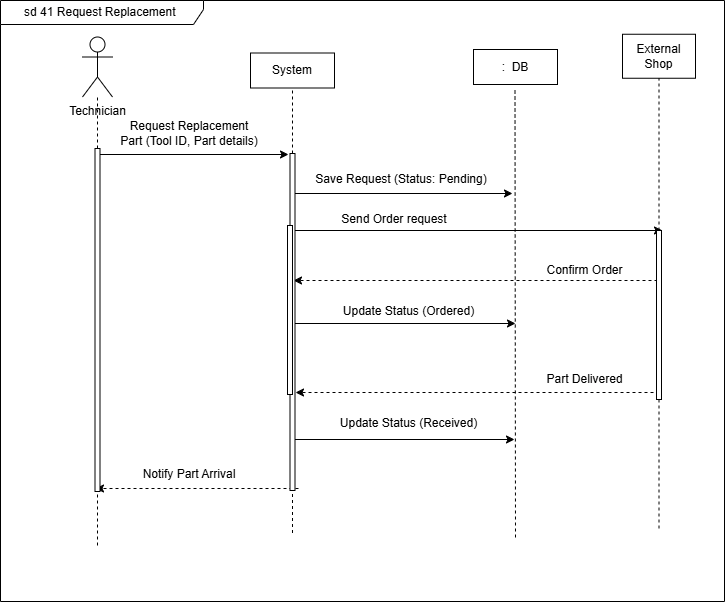 sd 41 Request Replacement
Technician
System
: DB
External
Shop
Request Replacement
Part (Tool ID, Part details)
Save Request (Status: Pending)
Send Order request
Confirm Order
Update Status (Ordered)
Part Delivered
Update Status (Received)
Notify Part Arrival